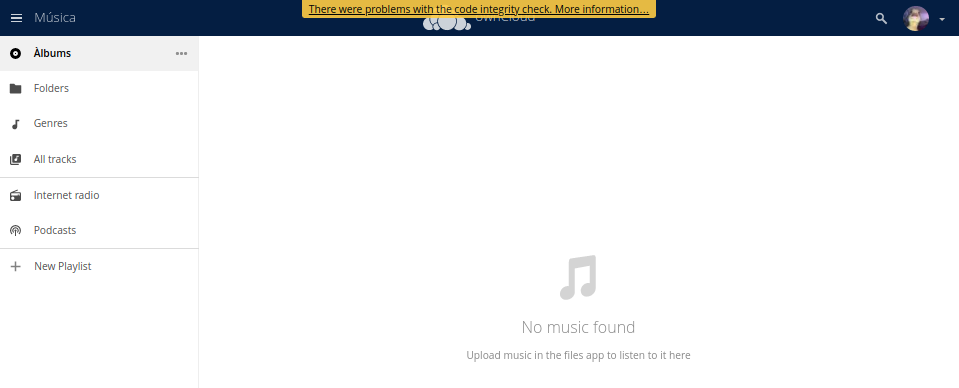 There were problems with the code integrity check. More information…
Música
ownCloud
Àlbums
Folders
Genres
All tracks
Internet radio
Podcasts
New Playlist
No music found
Upload music in the files app to listen to it here